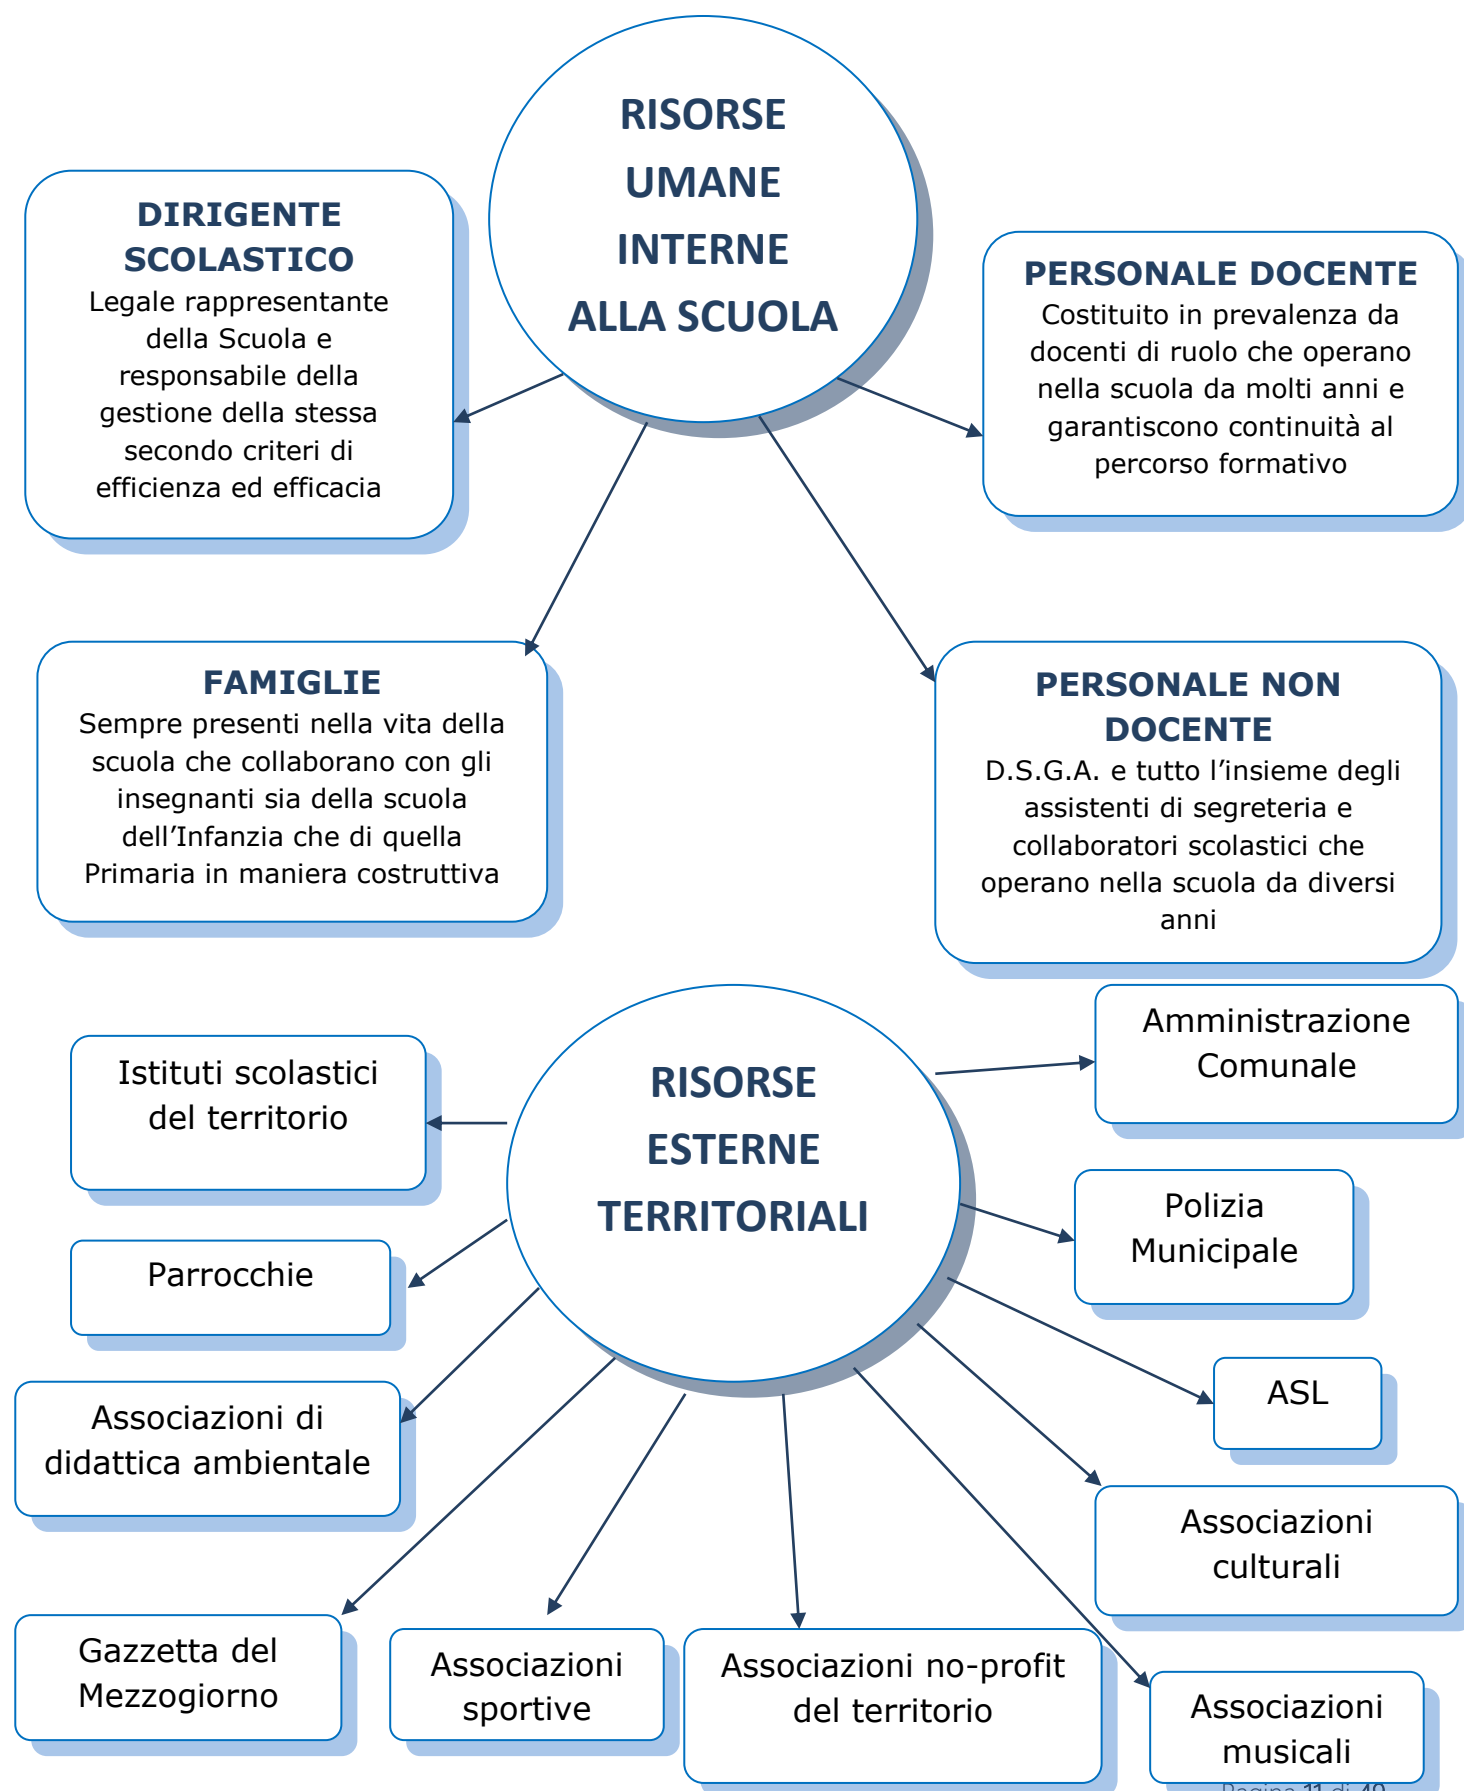 RISORSE
UMANE
INTERNE
ALLA SCUOLA
DIRIGENTE
SCOLASTICO
Legale rappresentante
della Scuola e
responsabile della
gestione della stessa
secondo criteri di
efficienza ed efficacia
PERSONALE DOCENTE
Costituito in prevalenza da
docenti di ruolo che operano
nella scuola da molti anni e
garantiscono continuità al
percorso formativo
FAMIGLIE
Sempre presenti nella vita della
scuola che collaborano con gli
insegnanti sia della scuola
dell’Infanzia che di quella
Primaria in maniera costruttiva
PERSONALE NON
DOCENTE
D.S.G.A. e tutto l’insieme degli
assistenti di segreteria e
collaboratori scolastici che
operano nella scuola da diversi
anni
RISORSE
ESTERNE
TERRITORIALI
Amministrazione
Comunale
Istituti scolastici
del territorio
Polizia
Municipale
Parrocchie
ASL
Associazioni di
didattica ambientale
Associazioni
culturali
Gazzetta del
Mezzogiorno
Associazioni
sportive
Associazioni no-profit
del territorio
Associazioni
musicali
Pagina 11 di 49